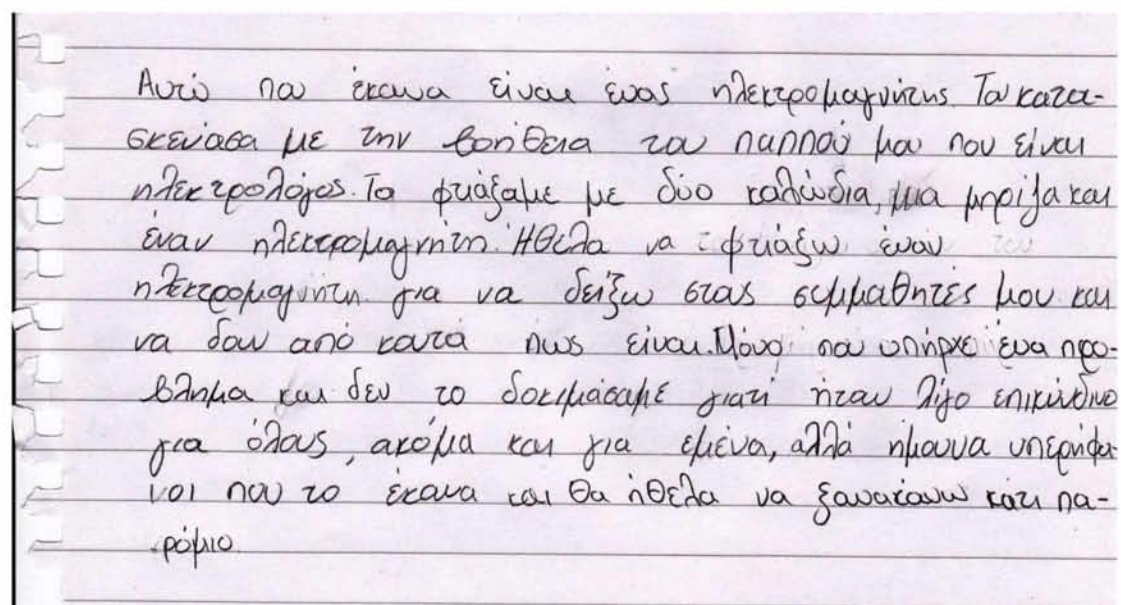 Αυτό που έκανα είναι ένας ηλεκτρομαγνήτης. Τον κατα-
σκεύασα με την βοήθεια του παππού μου που είναι
ηλεκτρολόγος. Το φτιάξαμε με δύο καλώδια, μια μπρίζα και
έναν ηλεκτρομαγνήτη. Ήθελα να φτιάξω έναν
ηλεκτρομαγνήτη για να δείξω στους συμμαθητές μου και
να δουν από κοντά πως είναι. Μόνο που υπήρχε ένα προ-
βλημα και δεν το δοκιμάσαμε γιατί ήταν λίγο επικίνδυνο
για όλους, ακόμα και για εμένα, αλλά ήμουνα υπερήφα-
νοι που το έκανα και θα ήθελα να ξανακάνω κάτι πα-
ρόμιο